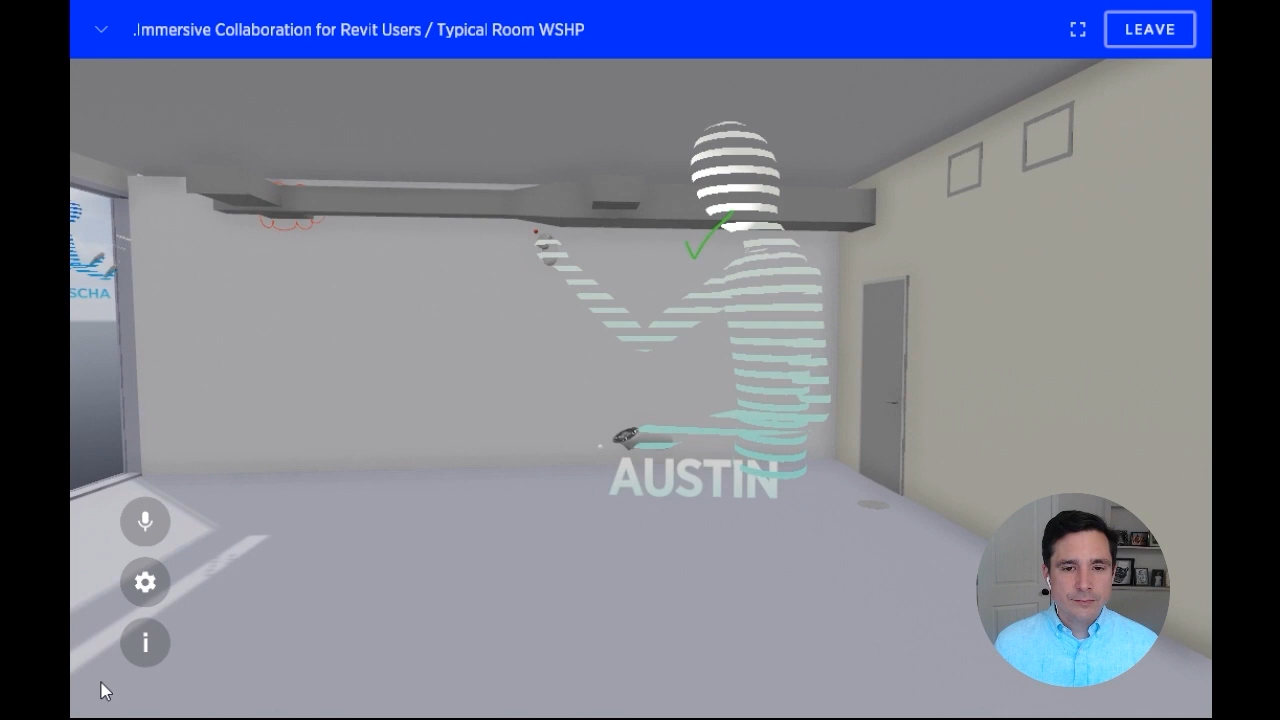 .Immersive Collaboration for Revit Users / Typical Room WSHP
LEAVE
SCHA
AUSTIN
i